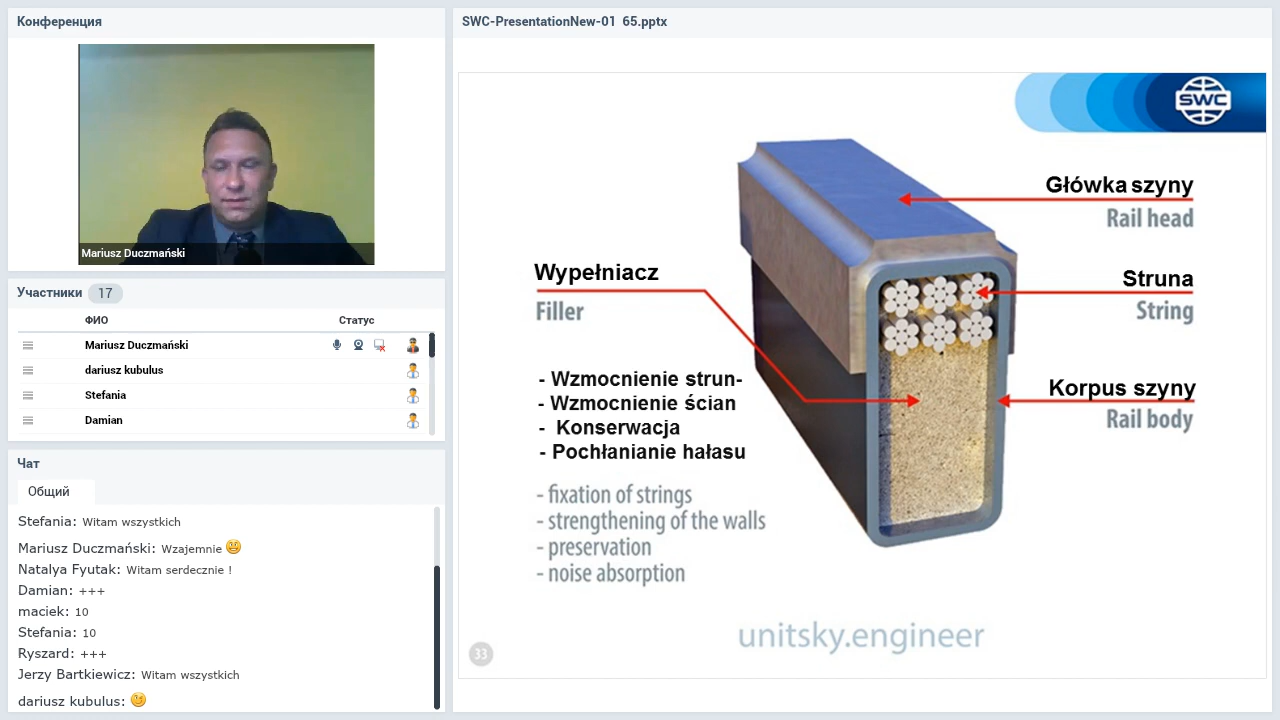 Конференция
Mariusz Duczmański
Участники 17
ФИО Статус
Mariusz Duczmański
dariusz kubulus
Stefania
Damian
Чат
Общий
Stefania: Witam wszystkich
Mariusz Duczmański: Wzajemnie
Natalya Fyutak: Witam serdecznie !
Damian: +++
maciek: 10
Stefania: 10
Ryszard: +++
Jerzy Bartkiewicz: Witam wszystkich
dariusz kubulus:
SWC-PresentationNew-01 65.pptx
SWC
Główka szyny
Rail head
Wypełniacz
Filler
Struna
String
Korpus szyny
Rail body
- Wzmocnienie strun-
- Wzmocnienie ścian
- Konserwacja
- Pochłanianie hałasu
- fixation of strings
- strengthening of the walls
- preservation
- noise absorption
unitsky.engineer
33